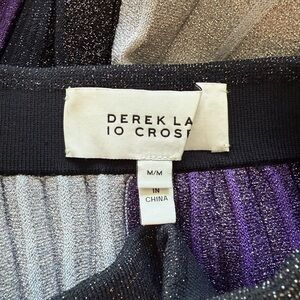 DEREK LA
10 CROS
M/M
IN
CHINA